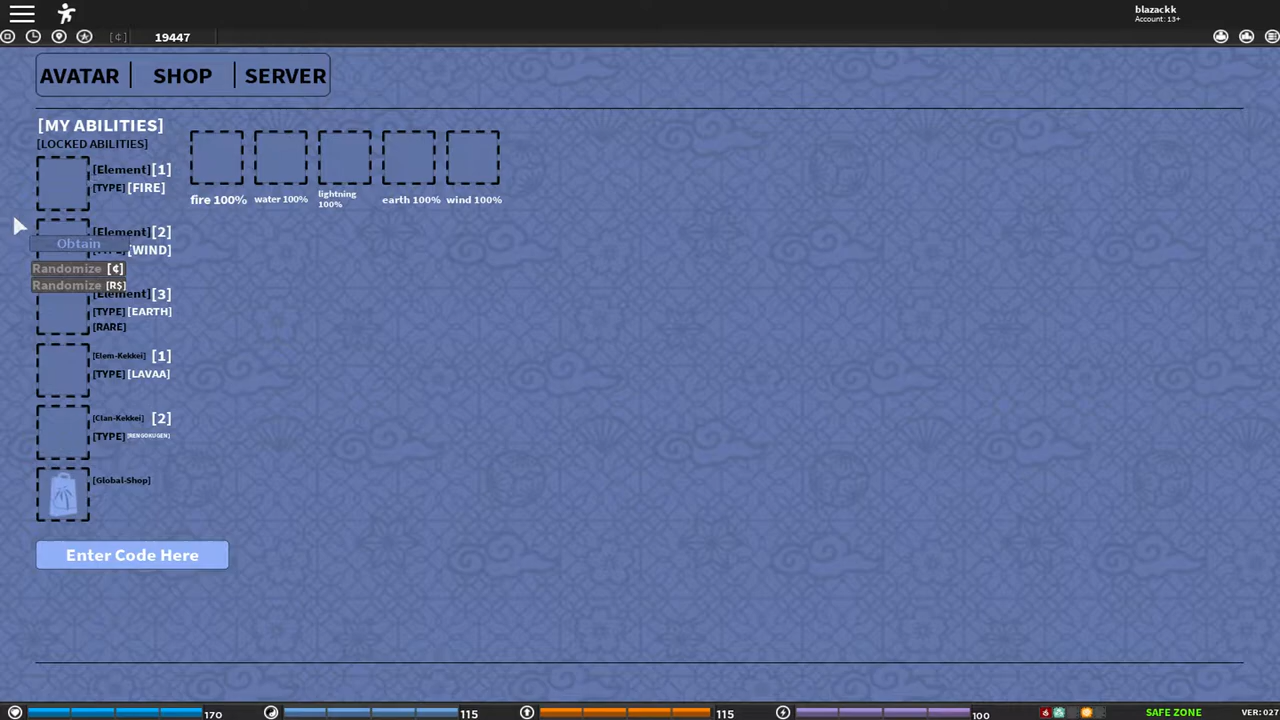 blazackk
Account: 13+
[¢] 19447
AVATAR SHOP SERVER
[MY ABILITIES]
[LOCKED ABILITIES]
[Element] [1]
[TYPE] [FIRE]
fire 100% water 100% lightning 100% earth 100% wind 100%
[Element] [2]
[WIND]
Obtain
Randomize [¢]
Randomize [R$]
[Element] [3]
[TYPE] [EARTH]
[RARE]
[Elem-Kekkei] [1]
[TYPE] [LAVAA]
[Clan-Kekkei] [2]
[TYPE] [RENGOKUGEN]
[Global-Shop]
Enter Code Here
170 115 115 100 SAFE ZONE VER:027